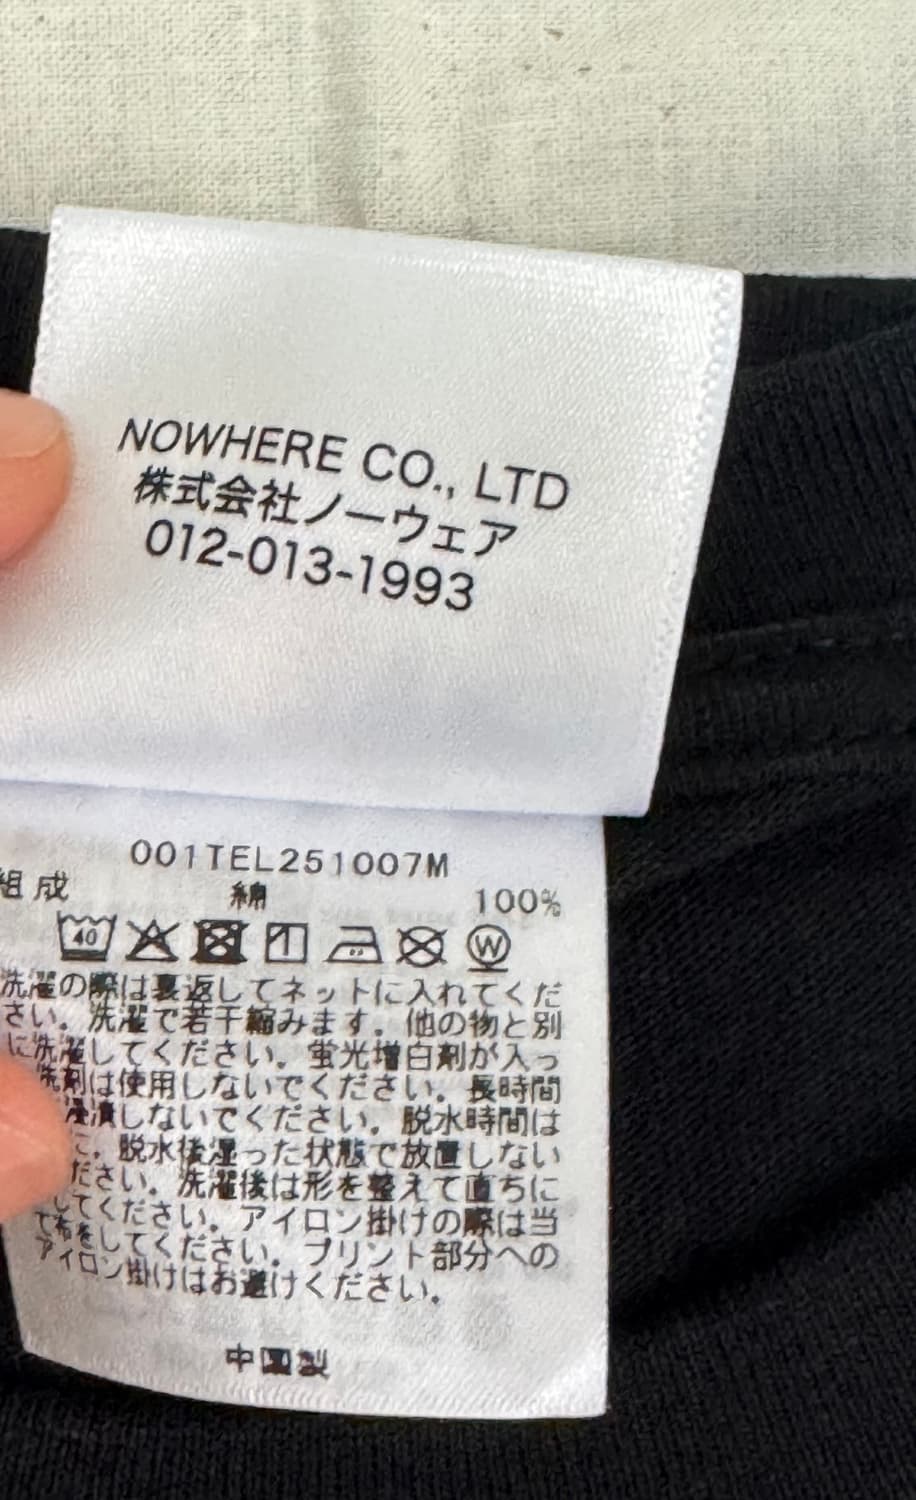 NOWHERE CO., LTD
株式会社ノーウェア
012-013-1993
001TEL251007M
組成 綿 100%
40 W
洗濯の際は裏返してネットに入れてくだ
さい。洗濯で若干縮みます。他の物と別
に洗濯してください。蛍光増白剤が入っ
洗剤は使用しないでください。長時間
浸漬しないでください。脱水時間は
に。脱水後湿った状態で放置しない
ださい。洗濯後は形を整えて直ちに
してください。アイロン掛けの際は当
て布をしてください。プリント部分への
アイロン掛けはお避けください。
中国製